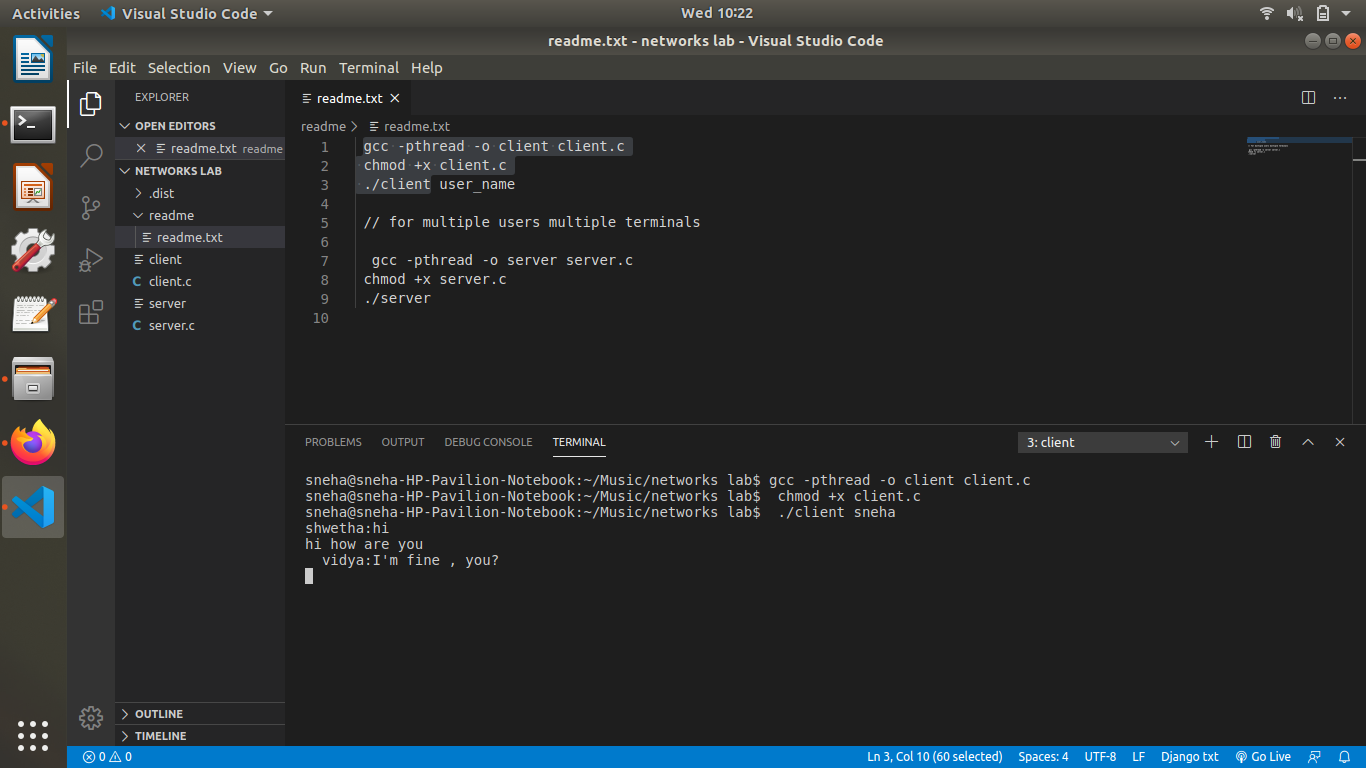 Activities Visual Studio Code Wed 10:22
readme.txt - networks lab - Visual Studio Code
File Edit Selection View Go Run Terminal Help
EXPLORER
OPEN EDITORS
readme.txt readme
NETWORKS LAB
.dist
readme
readme.txt
client
client.c
server
server.c
OUTLINE
TIMELINE
readme.txt
readme readme.txt
1 gcc -pthread -o client client.c
2 chmod +x client.c
3 ./client user_name
4
5 // for multiple users multiple terminals
6
7 gcc -pthread -o server server.c
8 chmod +x server.c
9 ./server
10
PROBLEMS OUTPUT DEBUG CONSOLE TERMINAL 3: client
sneha@sneha-HP-Pavilion-Notebook:~/Music/networks lab$ gcc -pthread -o client client.c
sneha@sneha-HP-Pavilion-Notebook:~/Music/networks lab$  chmod +x client.c
sneha@sneha-HP-Pavilion-Notebook:~/Music/networks lab$  ./client sneha
shwetha:hi
hi how are you
  vidya:I'm fine , you?
0 0 Ln 3, Col 10 (60 selected) Spaces: 4 UTF-8 LF Django txt Go Live